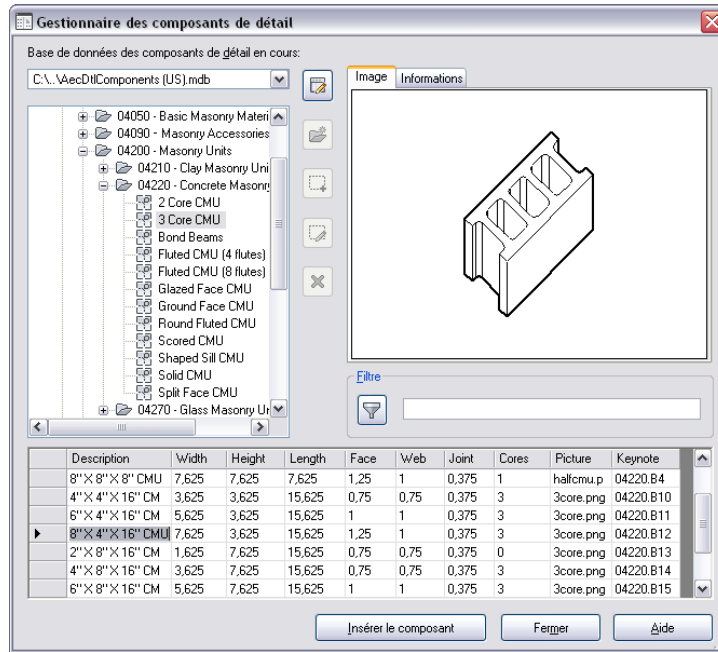 Gestionnaire des composants de détail
Base de données des composants de détail en cours:
C:\..\AecDtlComponents (US).mdb
Image Informations
04050 - Basic Masonry Materi
04090 - Masonry Accessories
04200 - Masonry Units
04210 - Clay Masonry Uni
04220 - Concrete Masonry
2 Core CMU
3 Core CMU
Bond Beams
Fluted CMU (4 flutes)
Fluted CMU (8 flutes)
Glazed Face CMU
Ground Face CMU
Round Fluted CMU
Scored CMU
Shaped Sill CMU
Solid CMU
Split Face CMU
04270 - Glass Masonry Ur
Filtre
Description Width Height Length Face Web Joint Cores Picture Keynote
8" X 8" X 8" CMU 7,625 7,625 7,625 1,25 1 0,375 1 halfcmu.p 04220.B4
4" X 4" X 16" CM 3,625 3,625 15,625 0,75 0,75 0,375 3 3core.png 04220.B10
6" X 4" X 16" CM 5,625 3,625 15,625 1 1 0,375 3 3core.png 04220.B11
8" X 4" X 16" CMU 7,625 3,625 15,625 1,25 1 0,375 3 3core.png 04220.B12
2" X 8" X 16" CM 1,625 7,625 15,625 0,75 0,75 0,375 0 3core.png 04220.B13
4" X 8" X 16" CM 3,625 7,625 15,625 0,75 0,75 0,375 3 3core.png 04220.B14
6" X 8" X 16" CM 5,625 7,625 15,625 1 1 0,375 3 3core.png 04220.B15
Insérer le composant Fermer Aide